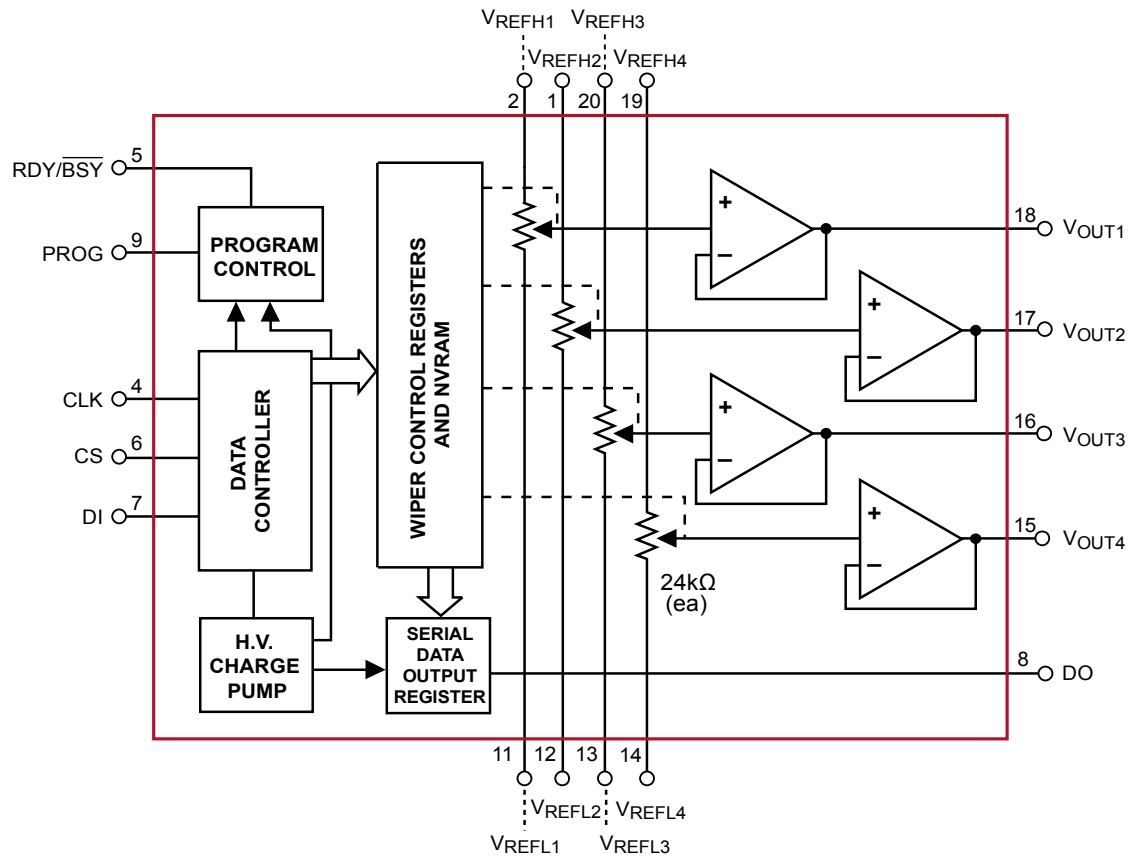 VREFH1 VREFH3
VREFH2 VREFH4
2 1 20 19
RDY/BSY 5
PROG 9
PROGRAM
CONTROL
CLK 4
CS 6
DI 7
DATA
CONTROLLER
WIPER CONTROL REGISTERS
AND NVRAM
H.V.
CHARGE
PUMP
SERIAL
DATA
OUTPUT
REGISTER
+
–
18 VOUT1
+
–
17 VOUT2
+
–
16 VOUT3
+
–
15 VOUT4
24kΩ
(ea)
8 DO
11 12 13 14
VREFL2 VREFL4
VREFL1 VREFL3